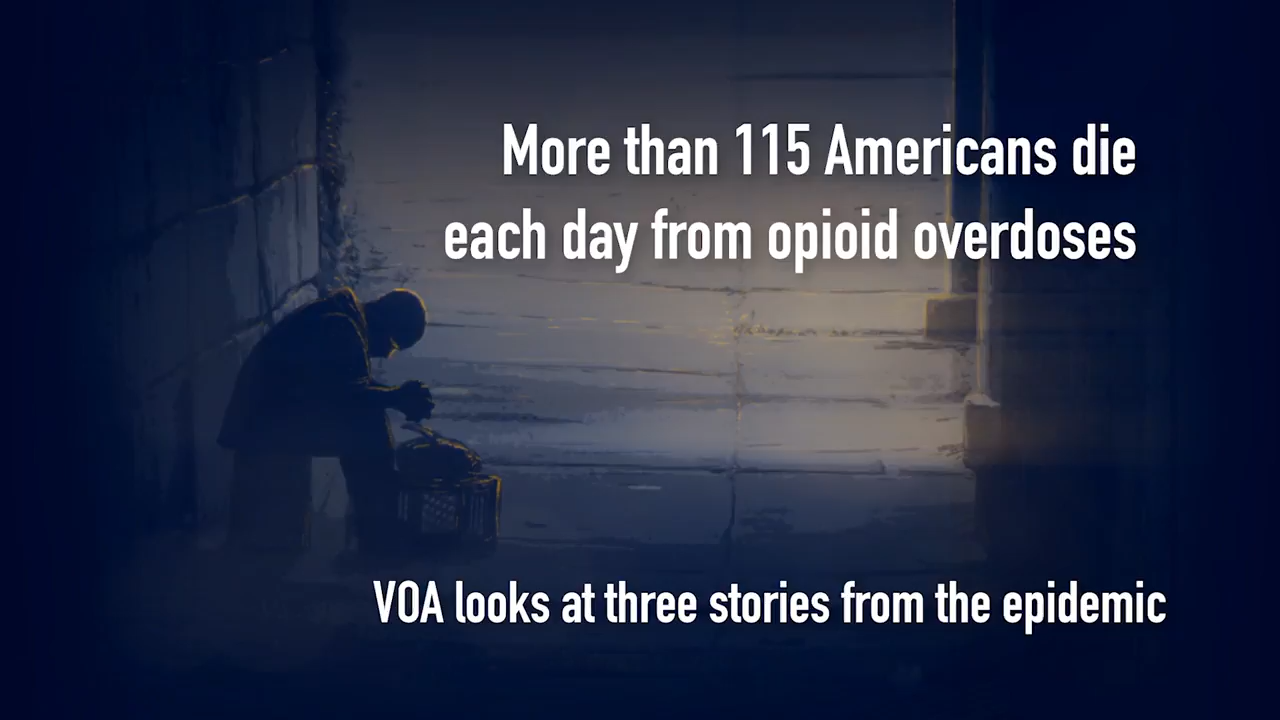 More than 115 Americans die
each day from opioid overdoses
VOA looks at three stories from the epidemic